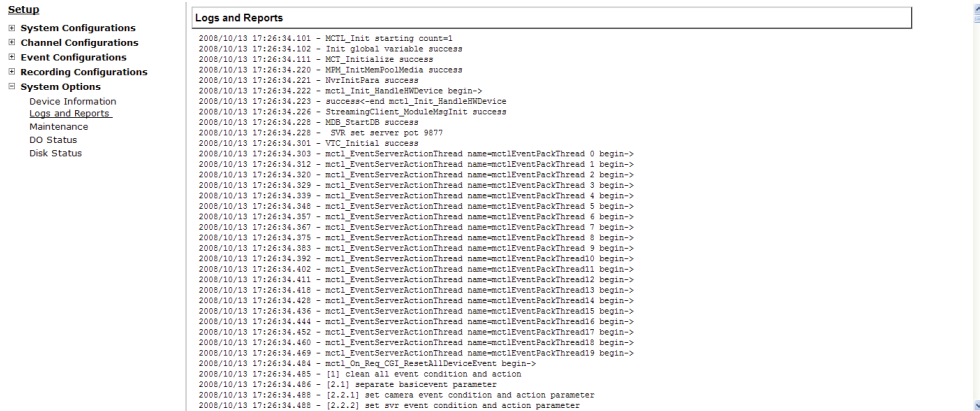 Setup
System Configurations
Channel Configurations
Event Configurations
Recording Configurations
System Options
Device Information
Logs and Reports
Maintenance
DO Status
Disk Status
Logs and Reports
2008/10/13 17:26:34.101 - MCTL_Init starting count=1
2008/10/13 17:26:34.102 - Init global variable success
2008/10/13 17:26:34.111 - MCT_Initialize success
2008/10/13 17:26:34.220 - MPM_InitMemPoolMedia success
2008/10/13 17:26:34.221 - NvrInitPara success
2008/10/13 17:26:34.222 - mctl_Init_HandleHWDevice begin->
2008/10/13 17:26:34.223 - success<-end mctl_Init_HandleHWDevice
2008/10/13 17:26:34.226 - StreamingClient_ModuleMsgInit success
2008/10/13 17:26:34.228 - MDB_StartDB success
2008/10/13 17:26:34.228 -  SVR set server pot 9877
2008/10/13 17:26:34.301 - VTC_Initial success
2008/10/13 17:26:34.303 - mctl_EventServerActionThread name=mctlEventPackThread 0 begin->
2008/10/13 17:26:34.312 - mctl_EventServerActionThread name=mctlEventPackThread 1 begin->
2008/10/13 17:26:34.320 - mctl_EventServerActionThread name=mctlEventPackThread 2 begin->
2008/10/13 17:26:34.329 - mctl_EventServerActionThread name=mctlEventPackThread 3 begin->
2008/10/13 17:26:34.339 - mctl_EventServerActionThread name=mctlEventPackThread 4 begin->
2008/10/13 17:26:34.348 - mctl_EventServerActionThread name=mctlEventPackThread 5 begin->
2008/10/13 17:26:34.357 - mctl_EventServerActionThread name=mctlEventPackThread 6 begin->
2008/10/13 17:26:34.367 - mctl_EventServerActionThread name=mctlEventPackThread 7 begin->
2008/10/13 17:26:34.375 - mctl_EventServerActionThread name=mctlEventPackThread 8 begin->
2008/10/13 17:26:34.383 - mctl_EventServerActionThread name=mctlEventPackThread 9 begin->
2008/10/13 17:26:34.392 - mctl_EventServerActionThread name=mctlEventPackThread10 begin->
2008/10/13 17:26:34.402 - mctl_EventServerActionThread name=mctlEventPackThread11 begin->
2008/10/13 17:26:34.411 - mctl_EventServerActionThread name=mctlEventPackThread12 begin->
2008/10/13 17:26:34.418 - mctl_EventServerActionThread name=mctlEventPackThread13 begin->
2008/10/13 17:26:34.428 - mctl_EventServerActionThread name=mctlEventPackThread14 begin->
2008/10/13 17:26:34.436 - mctl_EventServerActionThread name=mctlEventPackThread15 begin->
2008/10/13 17:26:34.444 - mctl_EventServerActionThread name=mctlEventPackThread16 begin->
2008/10/13 17:26:34.452 - mctl_EventServerActionThread name=mctlEventPackThread17 begin->
2008/10/13 17:26:34.460 - mctl_EventServerActionThread name=mctlEventPackThread18 begin->
2008/10/13 17:26:34.469 - mctl_EventServerActionThread name=mctlEventPackThread19 begin->
2008/10/13 17:26:34.484 - mctl_On_Req_CGI_ResetAllDeviceEvent begin->
2008/10/13 17:26:34.485 - [1] clean all event condition and action
2008/10/13 17:26:34.486 - [2.1] separate basicevent parameter
2008/10/13 17:26:34.488 - [2.2.1] set camera event condition and action parameter
2008/10/13 17:26:34.488 - [2.2.2] set svr event condition and action parameter